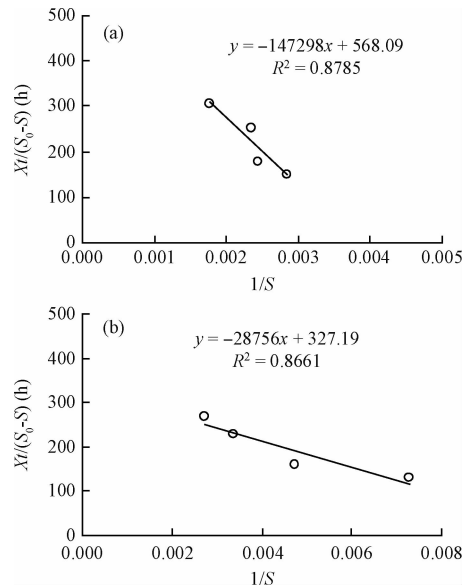 500
(a)
y = −147298x + 568.09
R² = 0.8785
400
300
200
100
0
Xt/(S₀-S) (h)
0.000 0.001 0.002 0.003 0.004 0.005
1/S
500
(b)
y = −28756x + 327.19
R² = 0.8661
400
300
200
100
0
Xt/(S₀-S) (h)
0.000 0.002 0.004 0.006 0.008
1/S